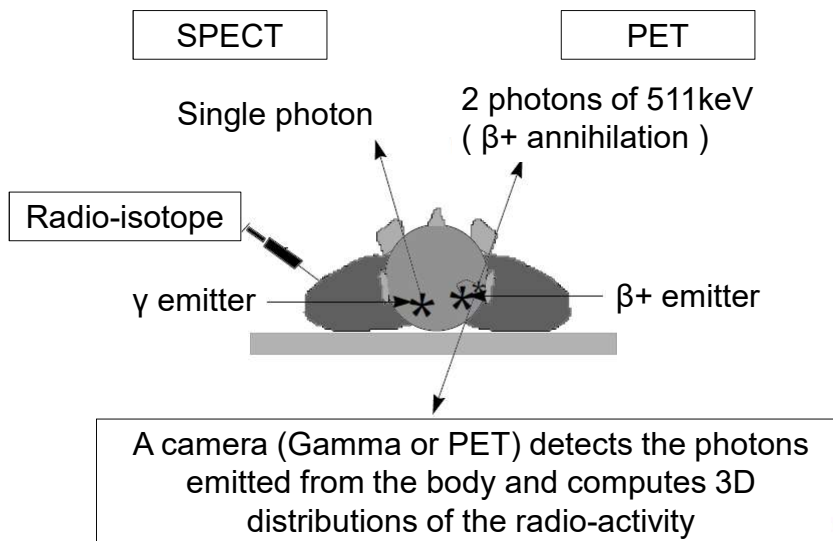 SPECT
PET
Single photon
2 photons of 511keV
( β+ annihilation )
Radio-isotope
γ emitter
β+ emitter
A camera (Gamma or PET) detects the photons
emitted from the body and computes 3D
distributions of the radio-activity